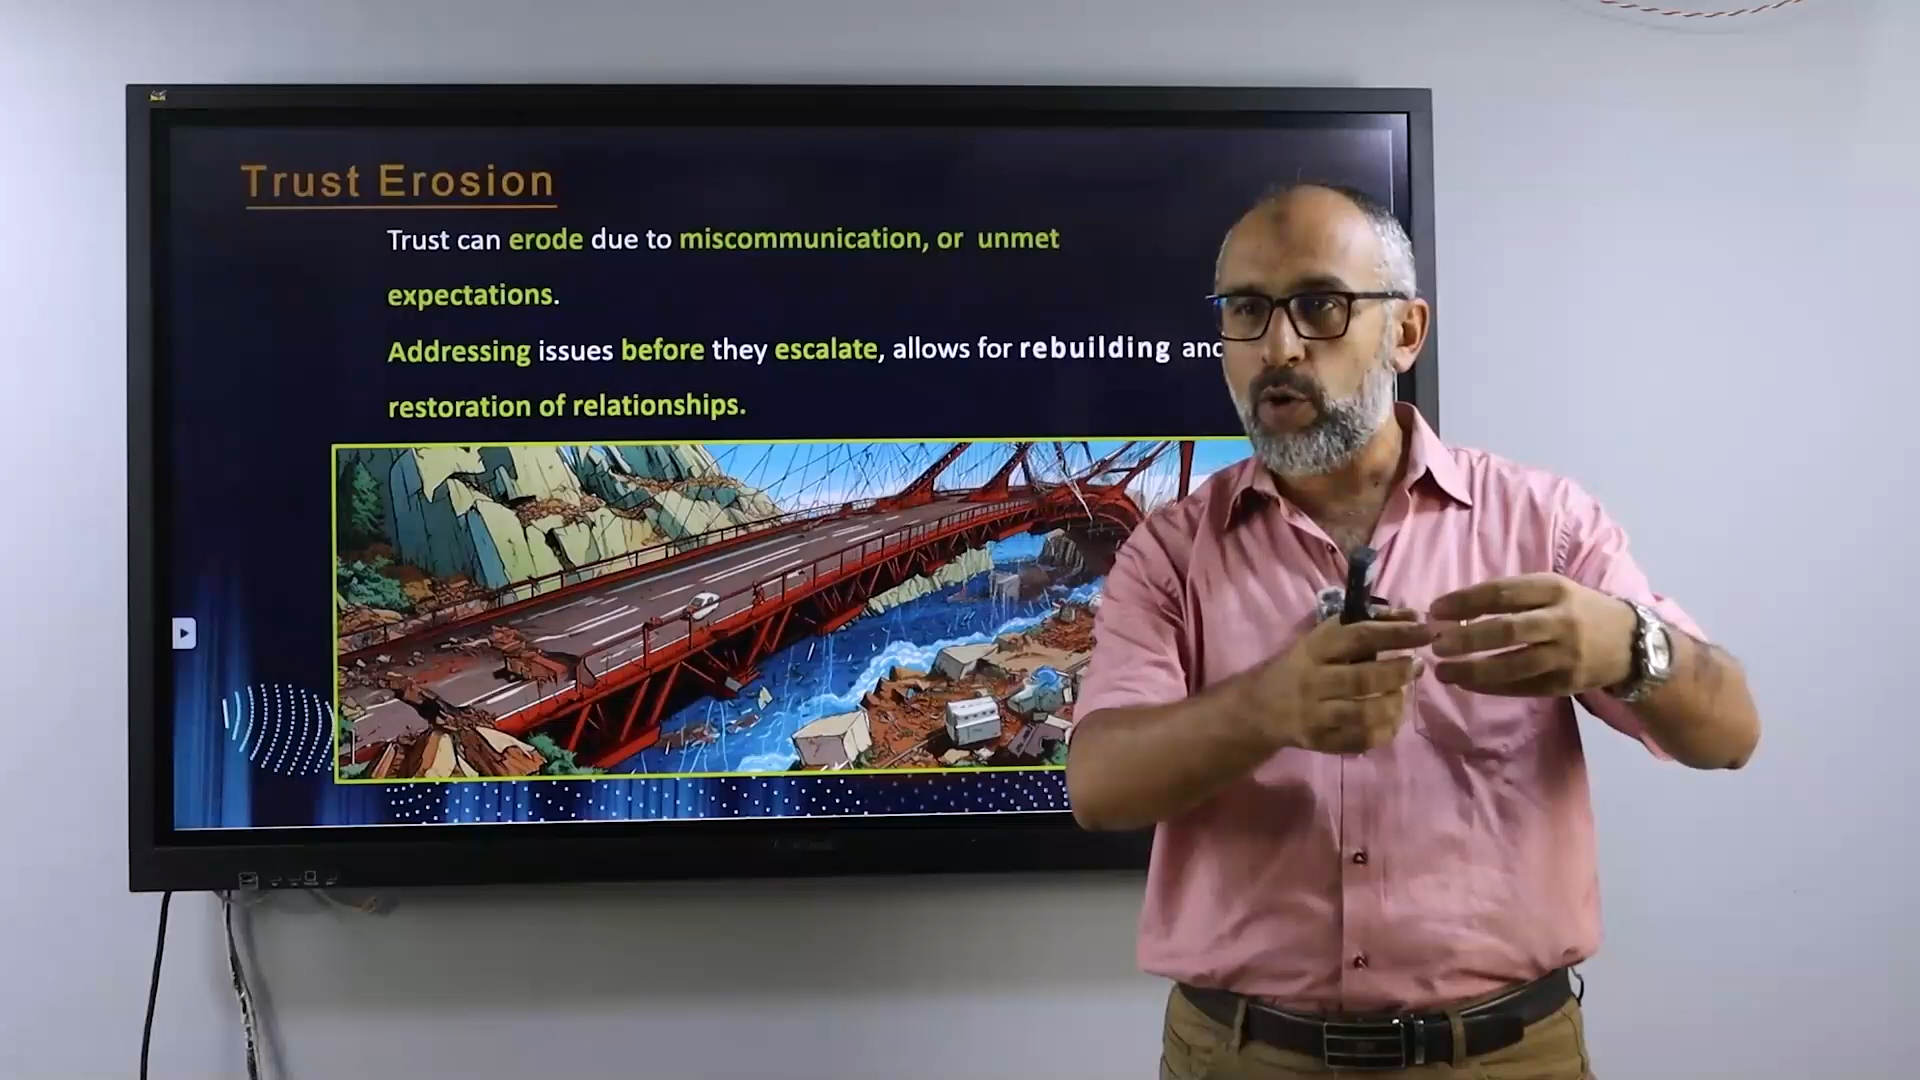 Trust Erosion
Trust can erode due to miscommunication, or unmet
expectations.
Addressing issues before they escalate, allows for rebuilding and
restoration of relationships.